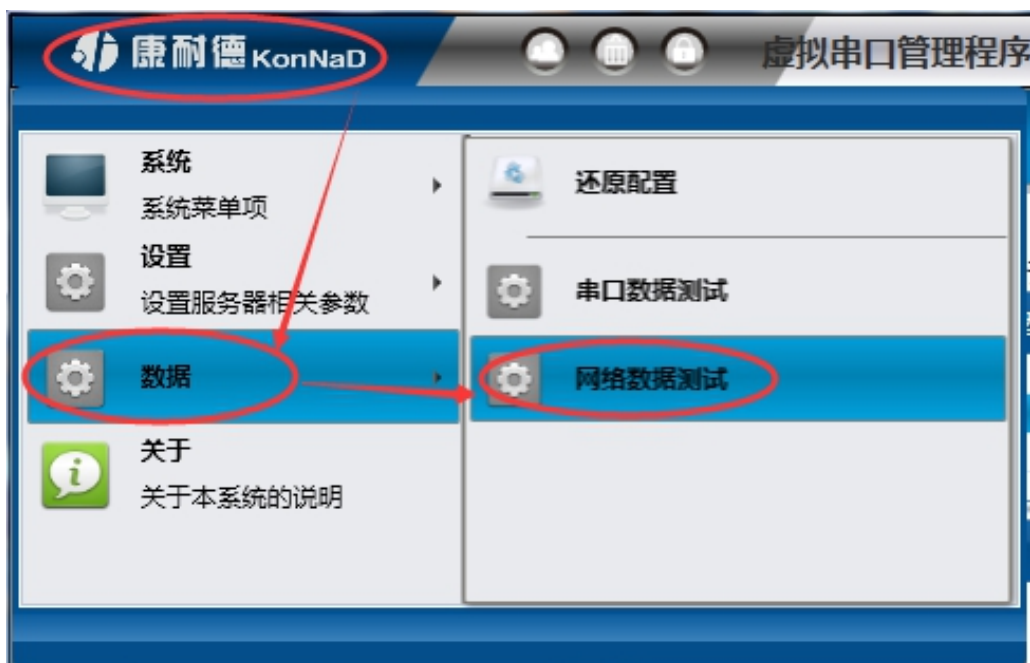 康耐德 KonNaD
虚拟串口管理程序
系统
系统菜单项
设置
设置服务器相关参数
数据
关于
关于本系统的说明
还原配置
串口数据测试
网络数据测试